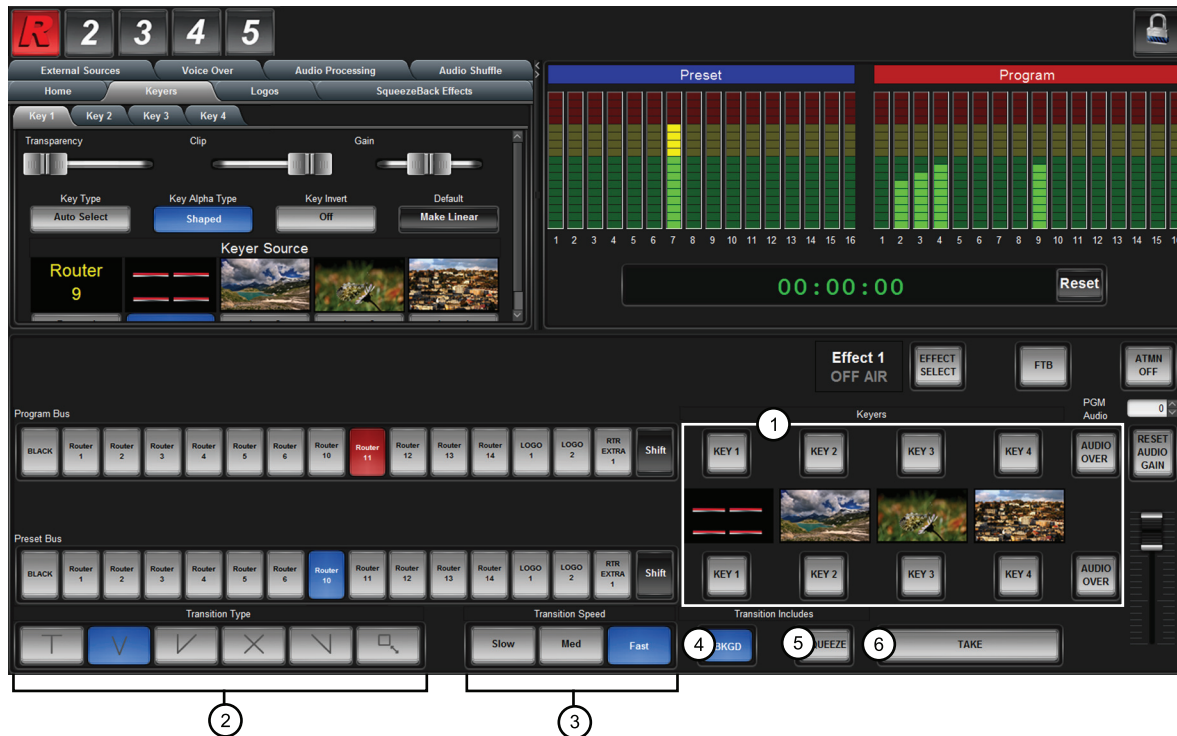 R 2 3 4 5
External Sources Voice Over Audio Processing Audio Shuffle
Home Keyers Logos SqueezeBack Effects
Key 1 Key 2 Key 3 Key 4
Transparency Clip Gain
Key Type Key Alpha Type Key Invert Default
Auto Select Shaped Off Make Linear
Keyer Source
Router
9
Preset
1 2 3 4 5 6 7 8 9 10 11 12 13 14 15 16
Program
1 2 3 4 5 6 7 8 9 10 11 12 13 14 15
00:00:00
Reset
Effect 1
OFF AIR
EFFECT
SELECT
FTB
ATMN
OFF
PGM
Audio
0
Program Bus
BLACK
Router
1
Router
2
Router
3
Router
4
Router
5
Router
6
Router
10
Router
11
Router
12
Router
13
Router
14
LOGO
1
LOGO
2
RTR
EXTRA
1
Shift
Keyers
1
KEY 1 KEY 2 KEY 3 KEY 4
AUDIO
OVER
RESET
AUDIO
GAIN
Preset Bus
BLACK
Router
1
Router
2
Router
3
Router
4
Router
5
Router
6
Router
10
Router
11
Router
12
Router
13
Router
14
LOGO
1
LOGO
2
RTR
EXTRA
1
Shift
KEY 1 KEY 2 KEY 3 KEY 4
AUDIO
OVER
Transition Type
Transition Speed
Slow Med Fast
Transition Includes
4 BKGD
5 UEEZE
6 TAKE
2
3